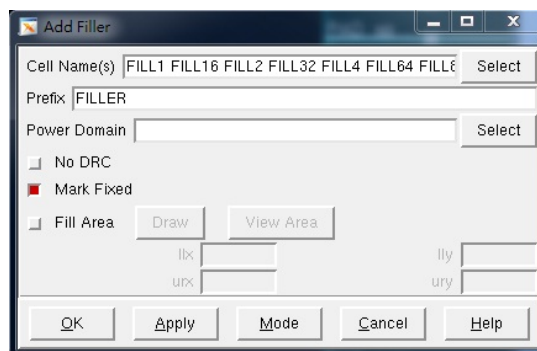 Add Filler
Cell Name(s) FILL1 FILL16 FILL2 FILL32 FILL4 FILL64 Select
Prefix FILLER
Power Domain Select
No DRC
Mark Fixed
Fill Area Draw View Area
llx lly
urx ury
OK Apply Mode Cancel Help